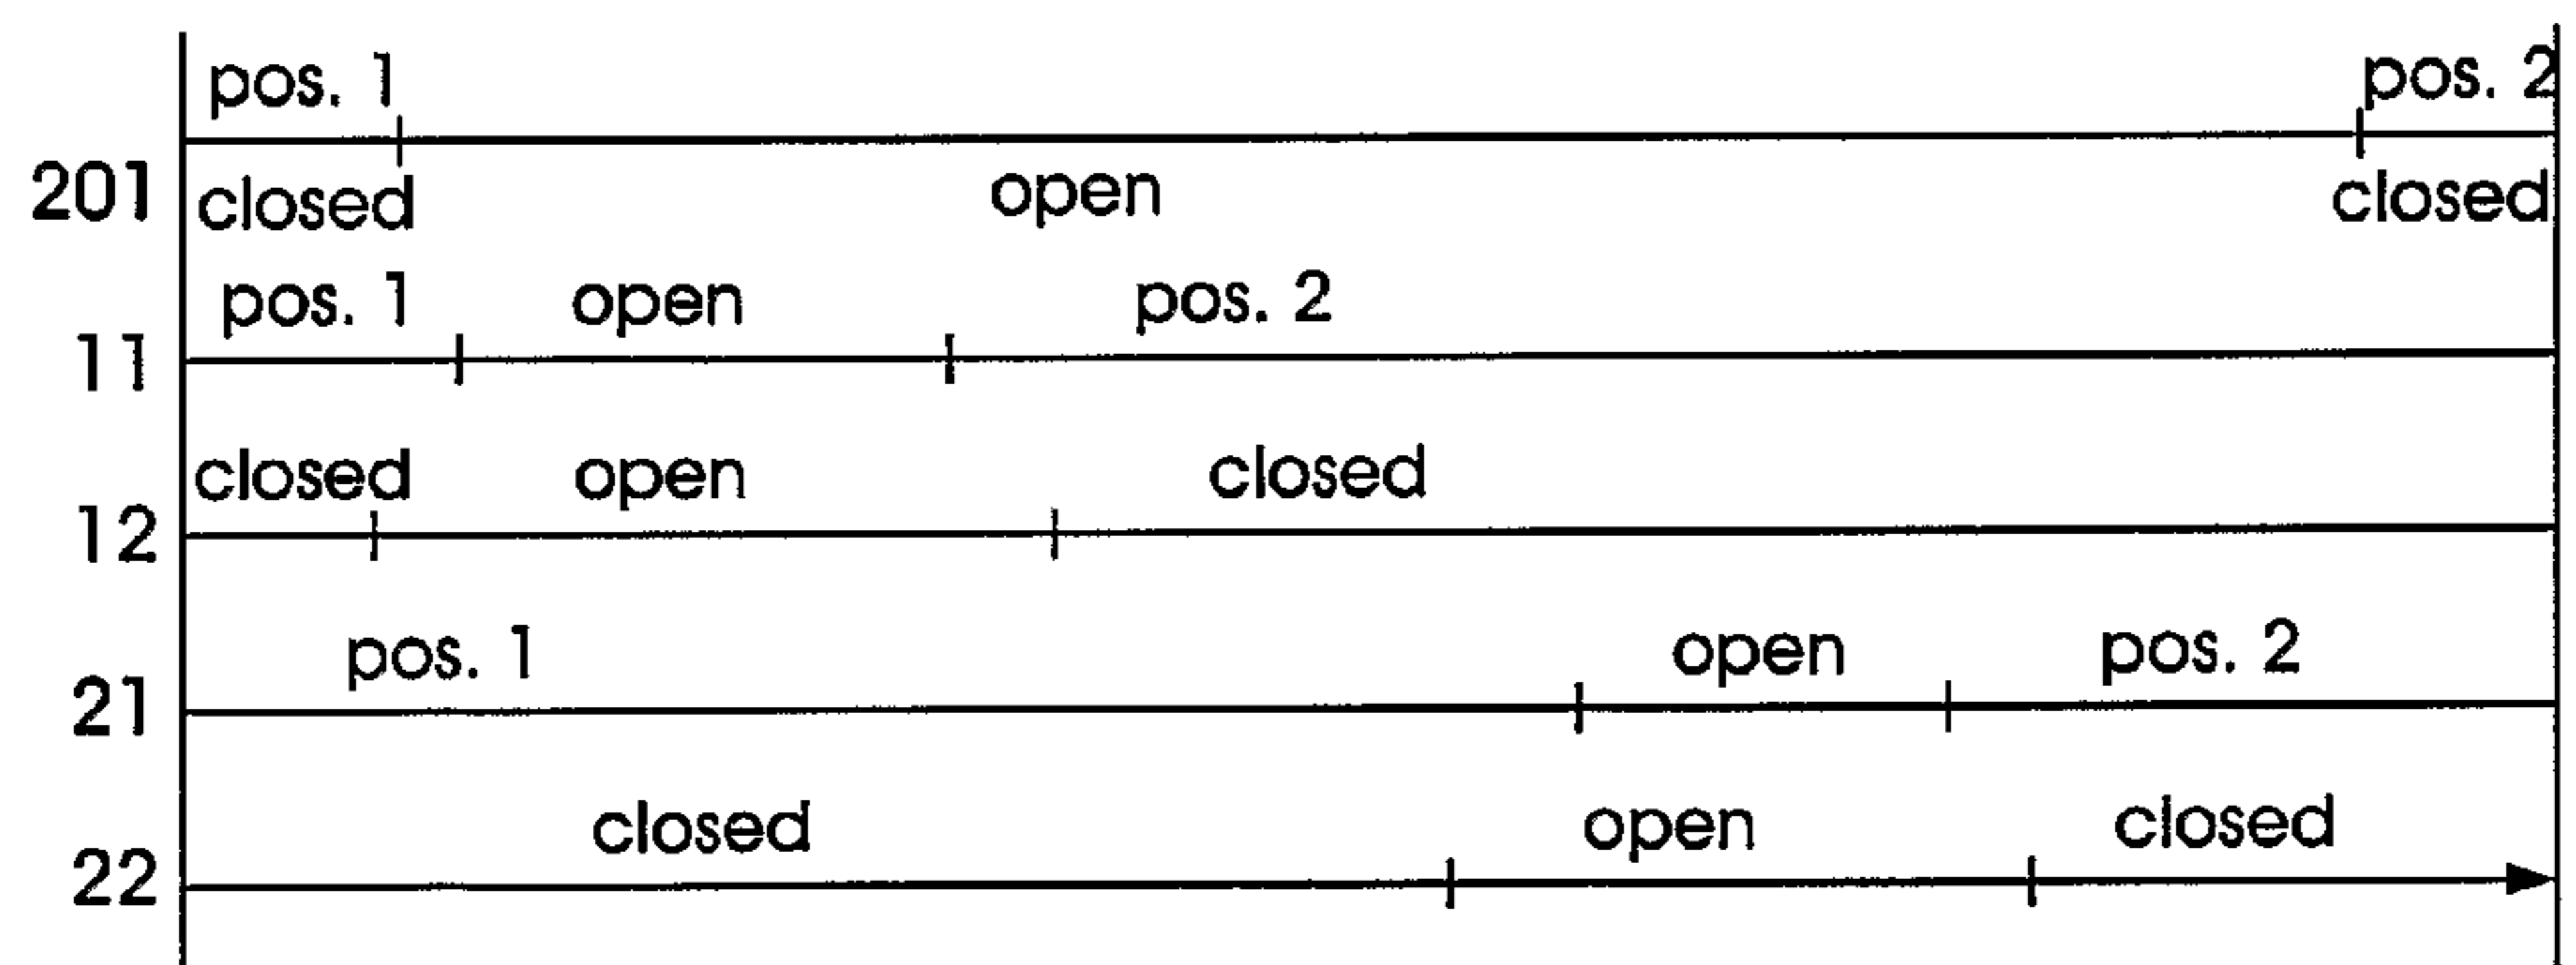 pos. 1 pos. 2
201 closed open closed
pos. 1 open pos. 2
11
closed open closed
12
pos. 1 open pos. 2
21
closed open closed
22